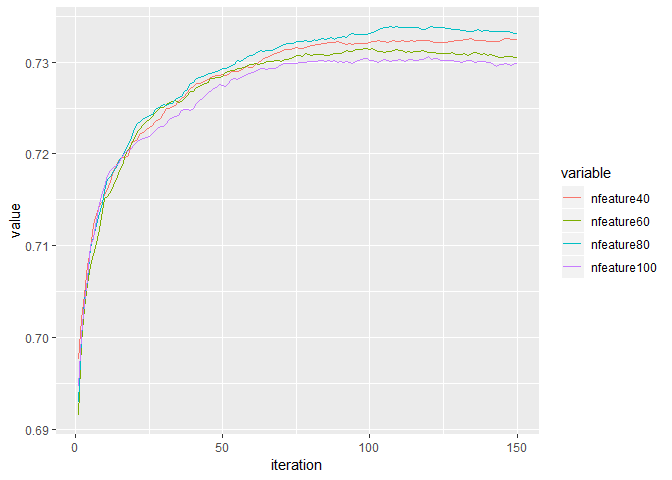 value
0.73
0.72
0.71
0.70
0.69
0
50
100
150
iteration
variable
nfeature40
nfeature60
nfeature80
nfeature100